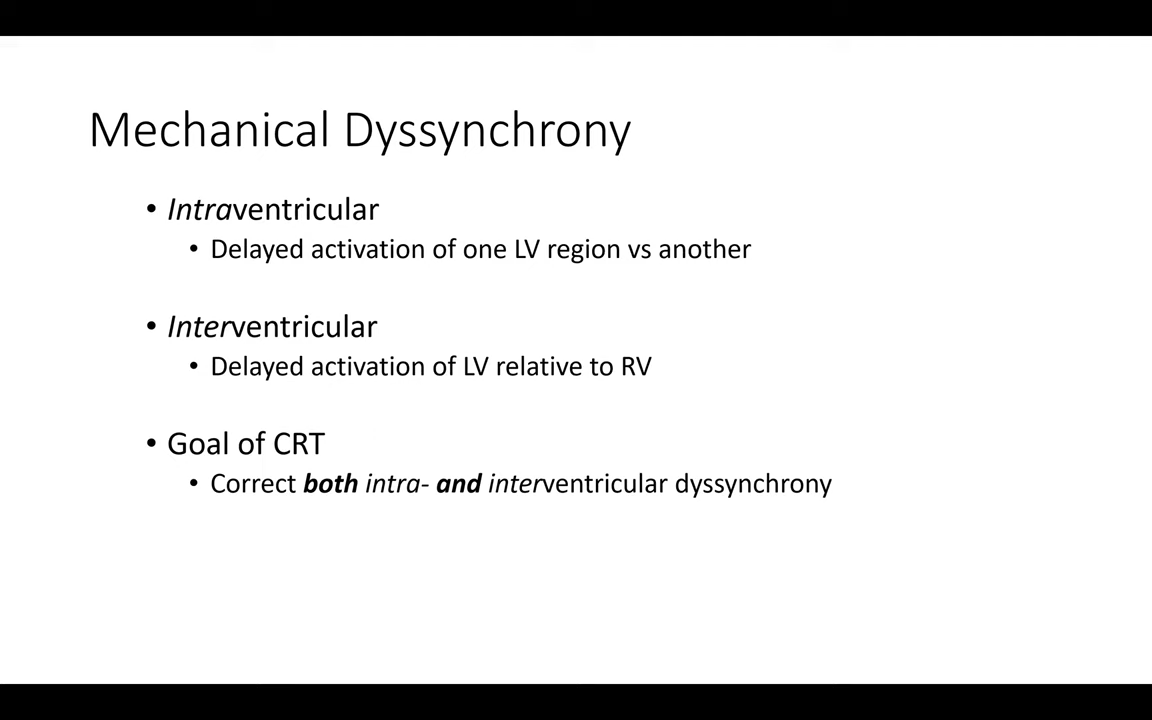 Mechanical Dyssynchrony
• Intraventricular
• Delayed activation of one LV region vs another
• Interventricular
• Delayed activation of LV relative to RV
• Goal of CRT
• Correct both intra- and interventricular dyssynchrony